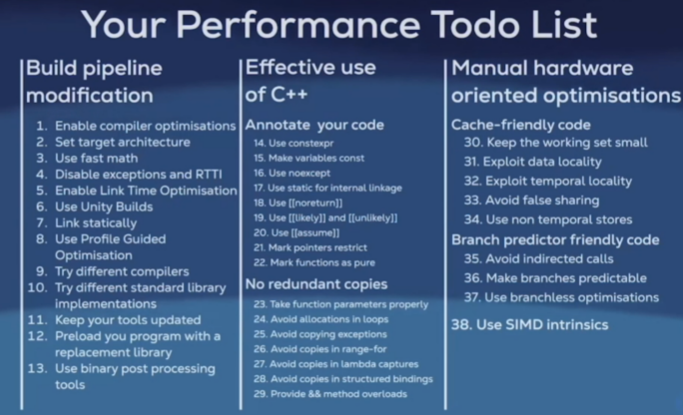 Your Performance Todo List
Build pipeline
modification
1. Enable compiler optimisations
2. Set target architecture
3. Use fast math
4. Disable exceptions and RTTI
5. Enable Link Time Optimisation
6. Use Unity Builds
7. Link statically
8. Use Profile Guided
Optimisation
9. Try different compilers
10. Try different standard library
implementations
11. Keep your tools updated
12. Preload you program with a
replacement library
13. Use binary post processing
tools
Effective use
of C++
Annotate your code
14. Use constexpr
15. Make variables const
16. Use noexcept
17. Use static for internal linkage
18. Use [[noreturn]]
19. Use [[likely]] and [[unlikely]]
20. Use [[assume]]
21. Mark pointers restrict
22. Mark functions as pure
No redundant copies
23. Take function parameters properly
24. Avoid allocations in loops
25. Avoid copying exceptions
26. Avoid copies in range-for
27. Avoid copies in lambda captures
28. Avoid copies in structured bindings
29. Provide && method overloads
Manual hardware
oriented optimisations
Cache-friendly code
30. Keep the working set small
31. Exploit data locality
32. Exploit temporal locality
33. Avoid false sharing
34. Use non temporal stores
Branch predictor friendly code
35. Avoid indirected calls
36. Make branches predictable
37. Use branchless optimisations
38. Use SIMD intrinsics